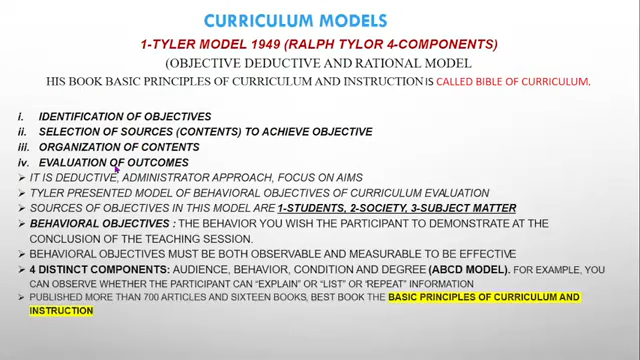 CURRICULUM MODELS
1-TYLER MODEL 1949 (RALPH TYLOR 4-COMPONENTS)
(OBJECTIVE DEDUCTIVE AND RATIONAL MODEL
HIS BOOK BASIC PRINCIPLES OF CURRICULUM AND INSTRUCTION IS CALLED BIBLE OF CURRICULUM.
i. IDENTIFICATION OF OBJECTIVES
ii. SELECTION OF SOURCES (CONTENTS) TO ACHIEVE OBJECTIVE
iii. ORGANIZATION OF CONTENTS
iv. EVALUATION OF OUTCOMES
➢ IT IS DEDUCTIVE, ADMINISTRATOR APPROACH, FOCUS ON AIMS
➢ TYLER PRESENTED MODEL OF BEHAVIORAL OBJECTIVES OF CURRICULUM EVALUATION
➢ SOURCES OF OBJECTIVES IN THIS MODEL ARE 1-STUDENTS, 2-SOCIETY, 3-SUBJECT MATTER
➢ BEHAVIORAL OBJECTIVES : THE BEHAVIOR YOU WISH THE PARTICIPANT TO DEMONSTRATE AT THE
CONCLUSION OF THE TEACHING SESSION.
➢ BEHAVIORAL OBJECTIVES MUST BE BOTH OBSERVABLE AND MEASURABLE TO BE EFFECTIVE
➢ 4 DISTINCT COMPONENTS: AUDIENCE, BEHAVIOR, CONDITION AND DEGREE (ABCD MODEL). FOR EXAMPLE, YOU
CAN OBSERVE WHETHER THE PARTICIPANT CAN “EXPLAIN” OR “LIST” OR “REPEAT” INFORMATION
➢ PUBLISHED MORE THAN 700 ARTICLES AND SIXTEEN BOOKS, BEST BOOK THE BASIC PRINCIPLES OF CURRICULUM AND
INSTRUCTION